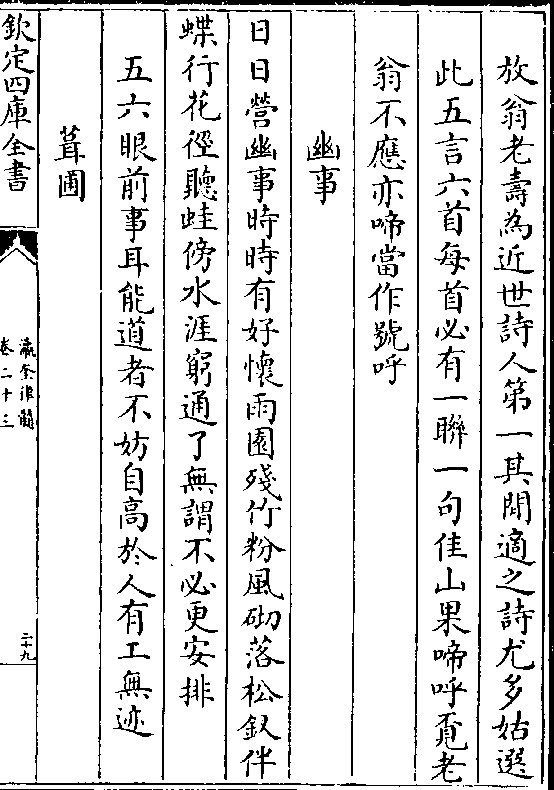 放翁老壽為近世詩人第一其閒適之詩尤多姑選
此五言六首每首必有一聯一句佳山果啼呼覔老
翁不應亦啼當作號呼
幽事
日日營幽事時時有好懷雨園殘竹粉風砌落松釵伴
蝶行花徑聽蛙傍水涯窮通了無謂不必更安排
五六眼前事耳能道者不妨自高於人有工無迹
葺圃
欽定四庫全書
瀛奎律髓
卷二十三
二十九